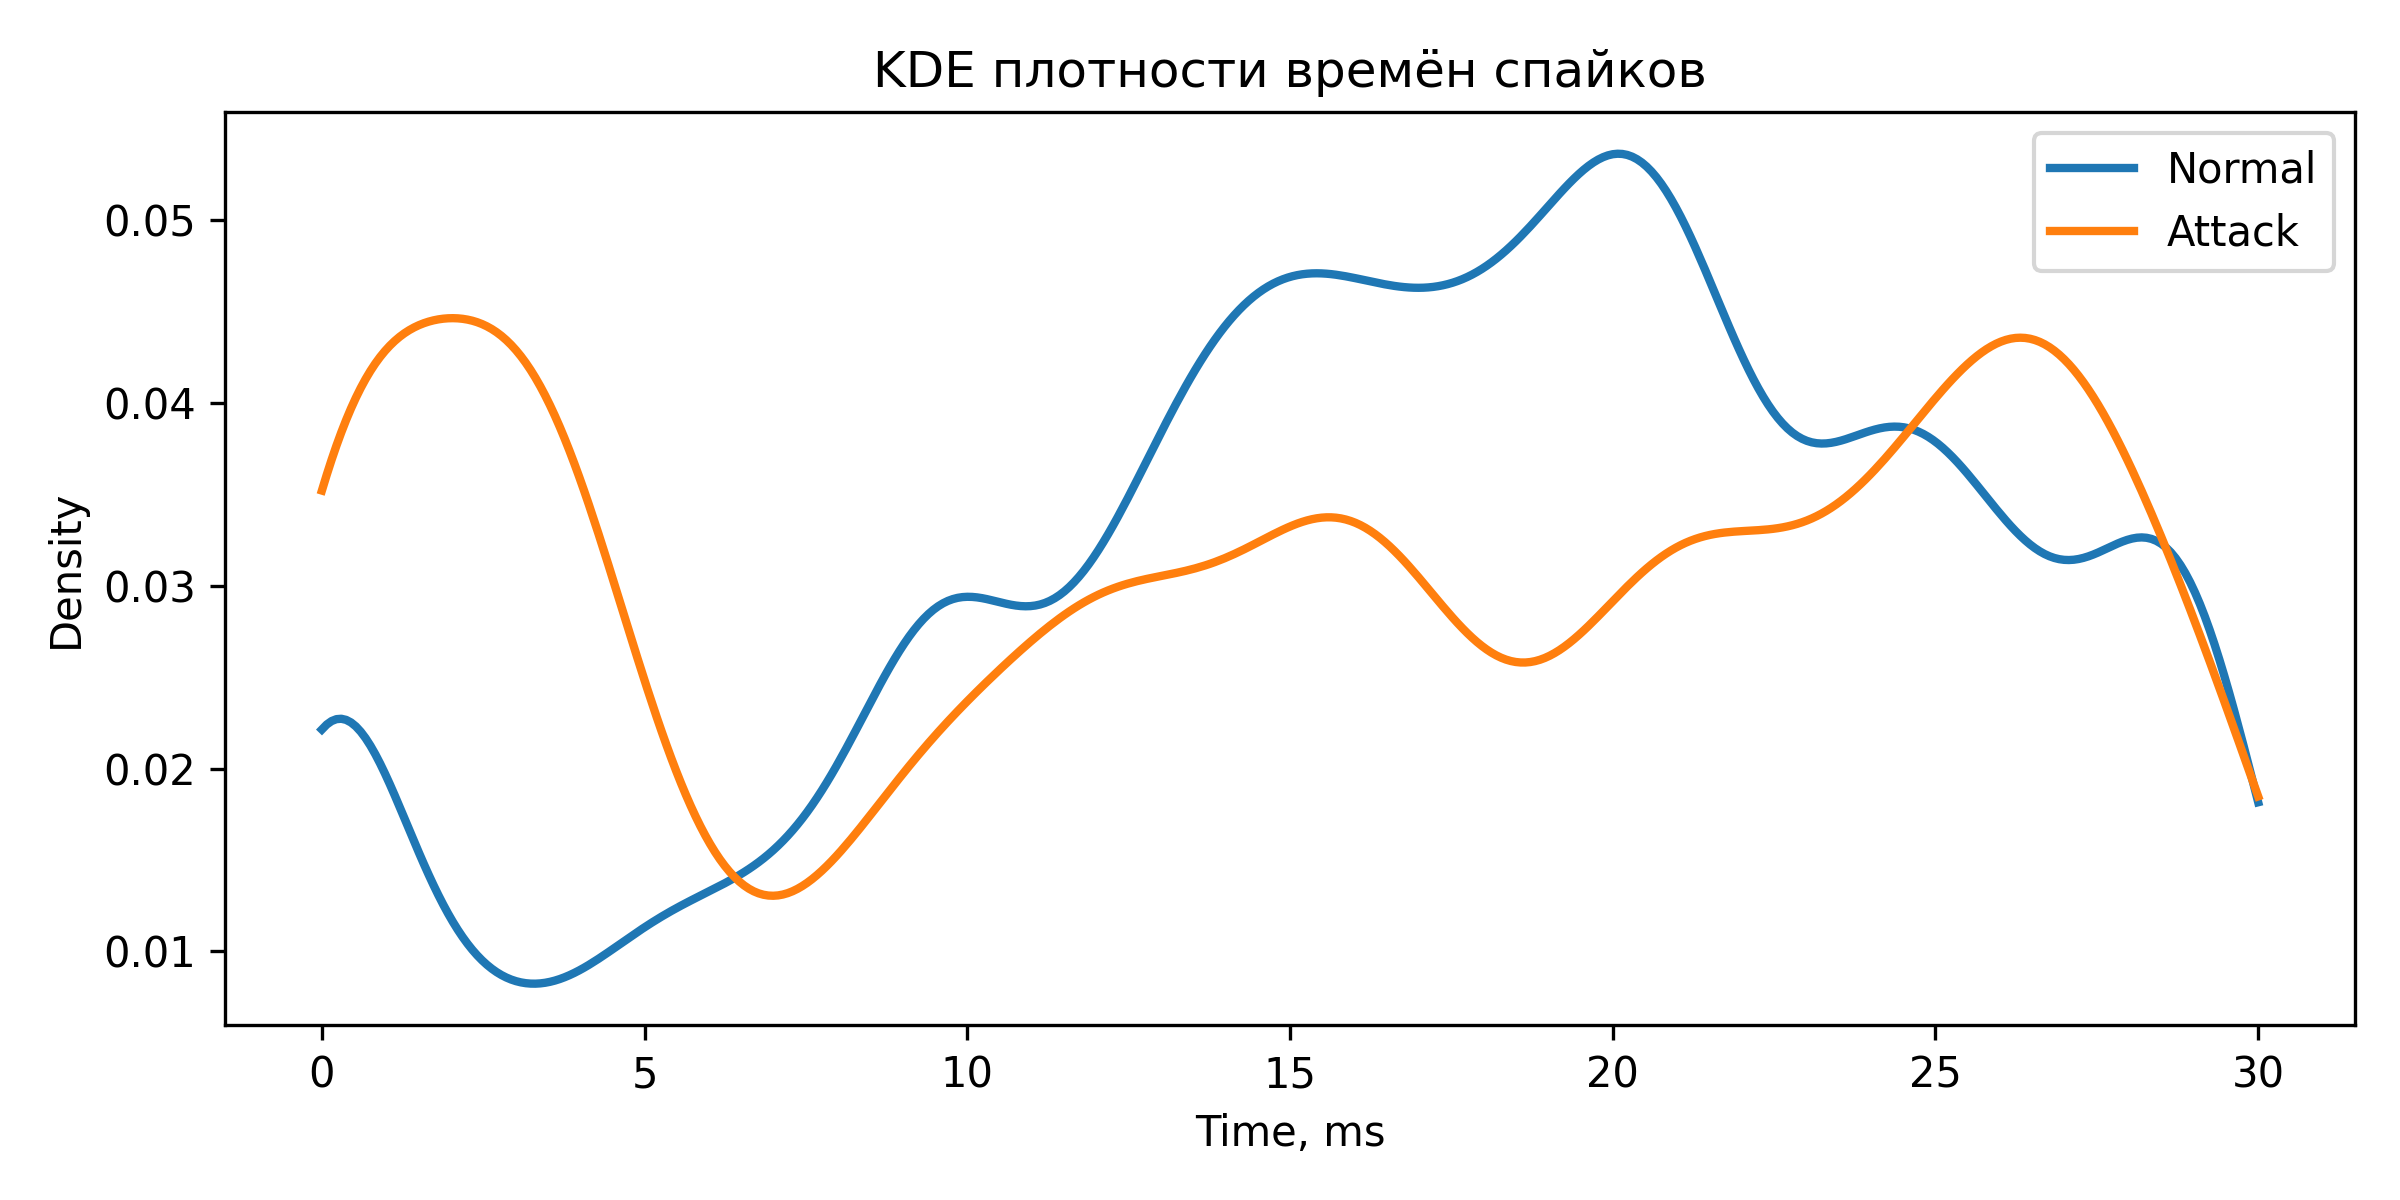 KDE плотности времён спайков
Normal
Attack
Density
0.05
0.04
0.03
0.02
0.01
0 5 10 15 20 25 30
Time, ms